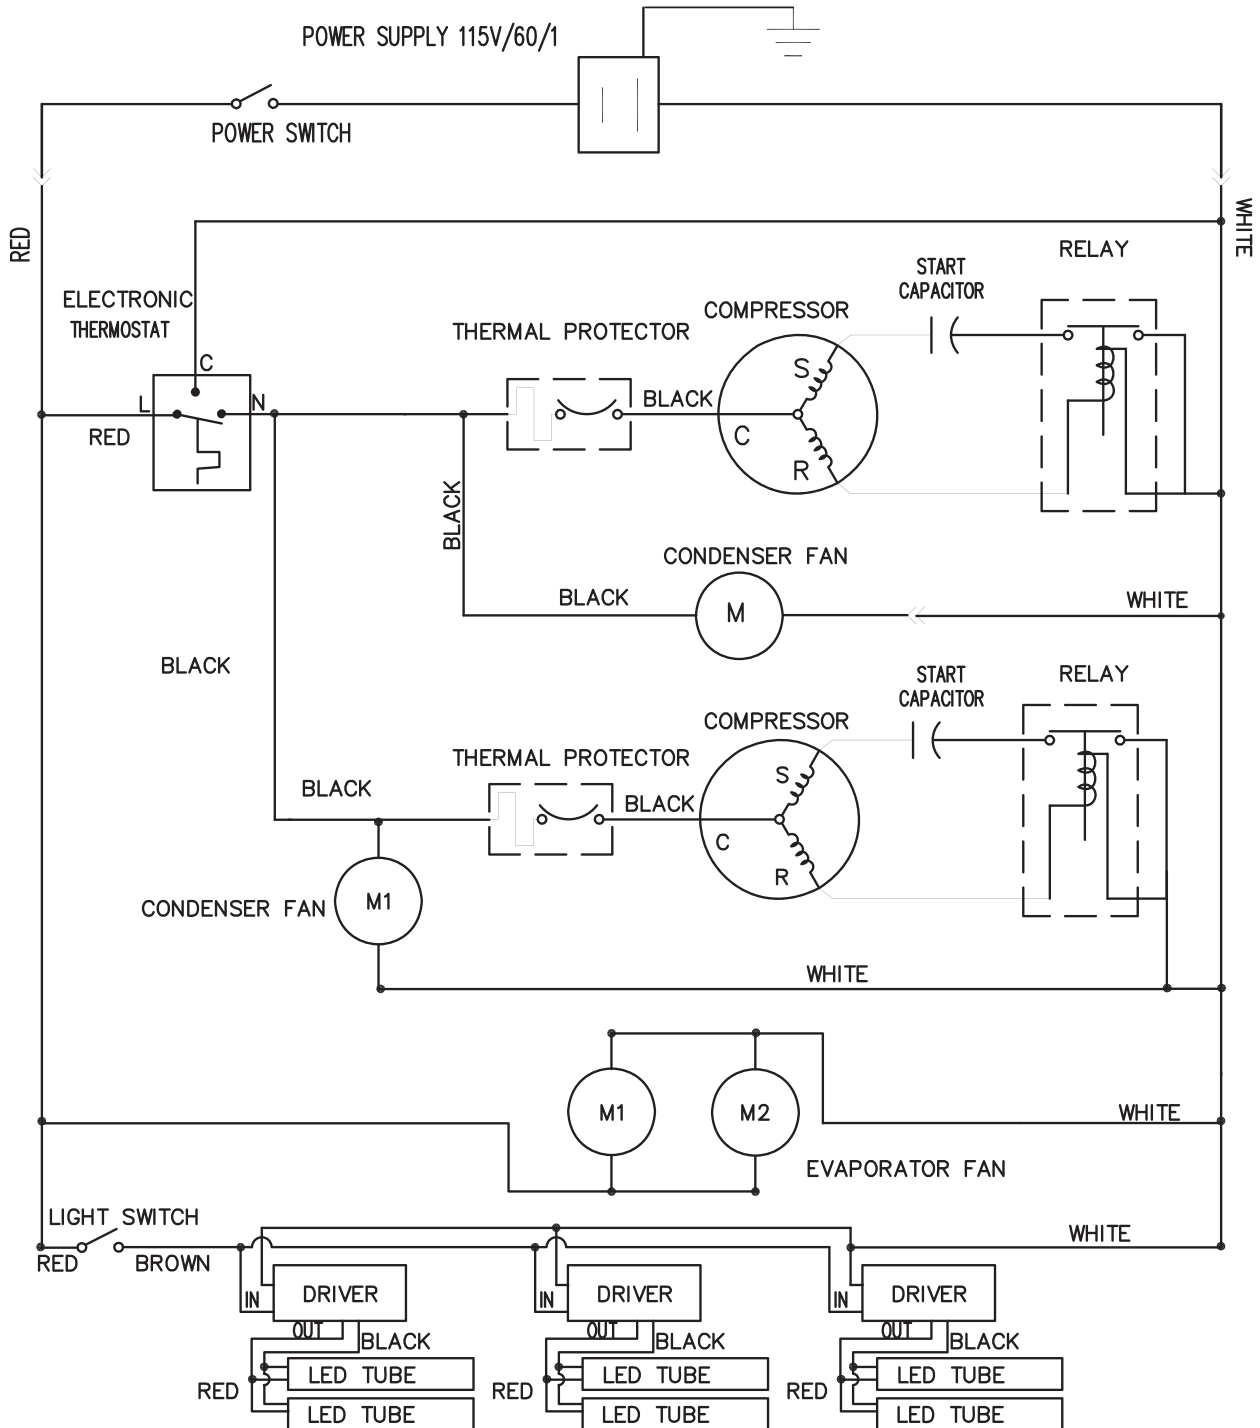 POWER SUPPLY 115V/60/1
POWER SWITCH
RED
WHITE
RELAY
START
CAPACITOR
ELECTRONIC
THERMOSTAT
COMPRESSOR
THERMAL PROTECTOR
C
S
L
N
BLACK
RED
C
R
BLACK
CONDENSER FAN
BLACK
M
WHITE
BLACK
START
CAPACITOR
RELAY
COMPRESSOR
THERMAL PROTECTOR
S
BLACK
BLACK
C
R
CONDENSER FAN
M1
WHITE
M1
M2
WHITE
EVAPORATOR FAN
LIGHT SWITCH
WHITE
RED
BROWN
IN
DRIVER
IN
DRIVER
IN
DRIVER
OUT
BLACK
OUT
BLACK
OUT
BLACK
RED
LED TUBE
RED
LED TUBE
RED
LED TUBE
LED TUBE
LED TUBE
LED TUBE